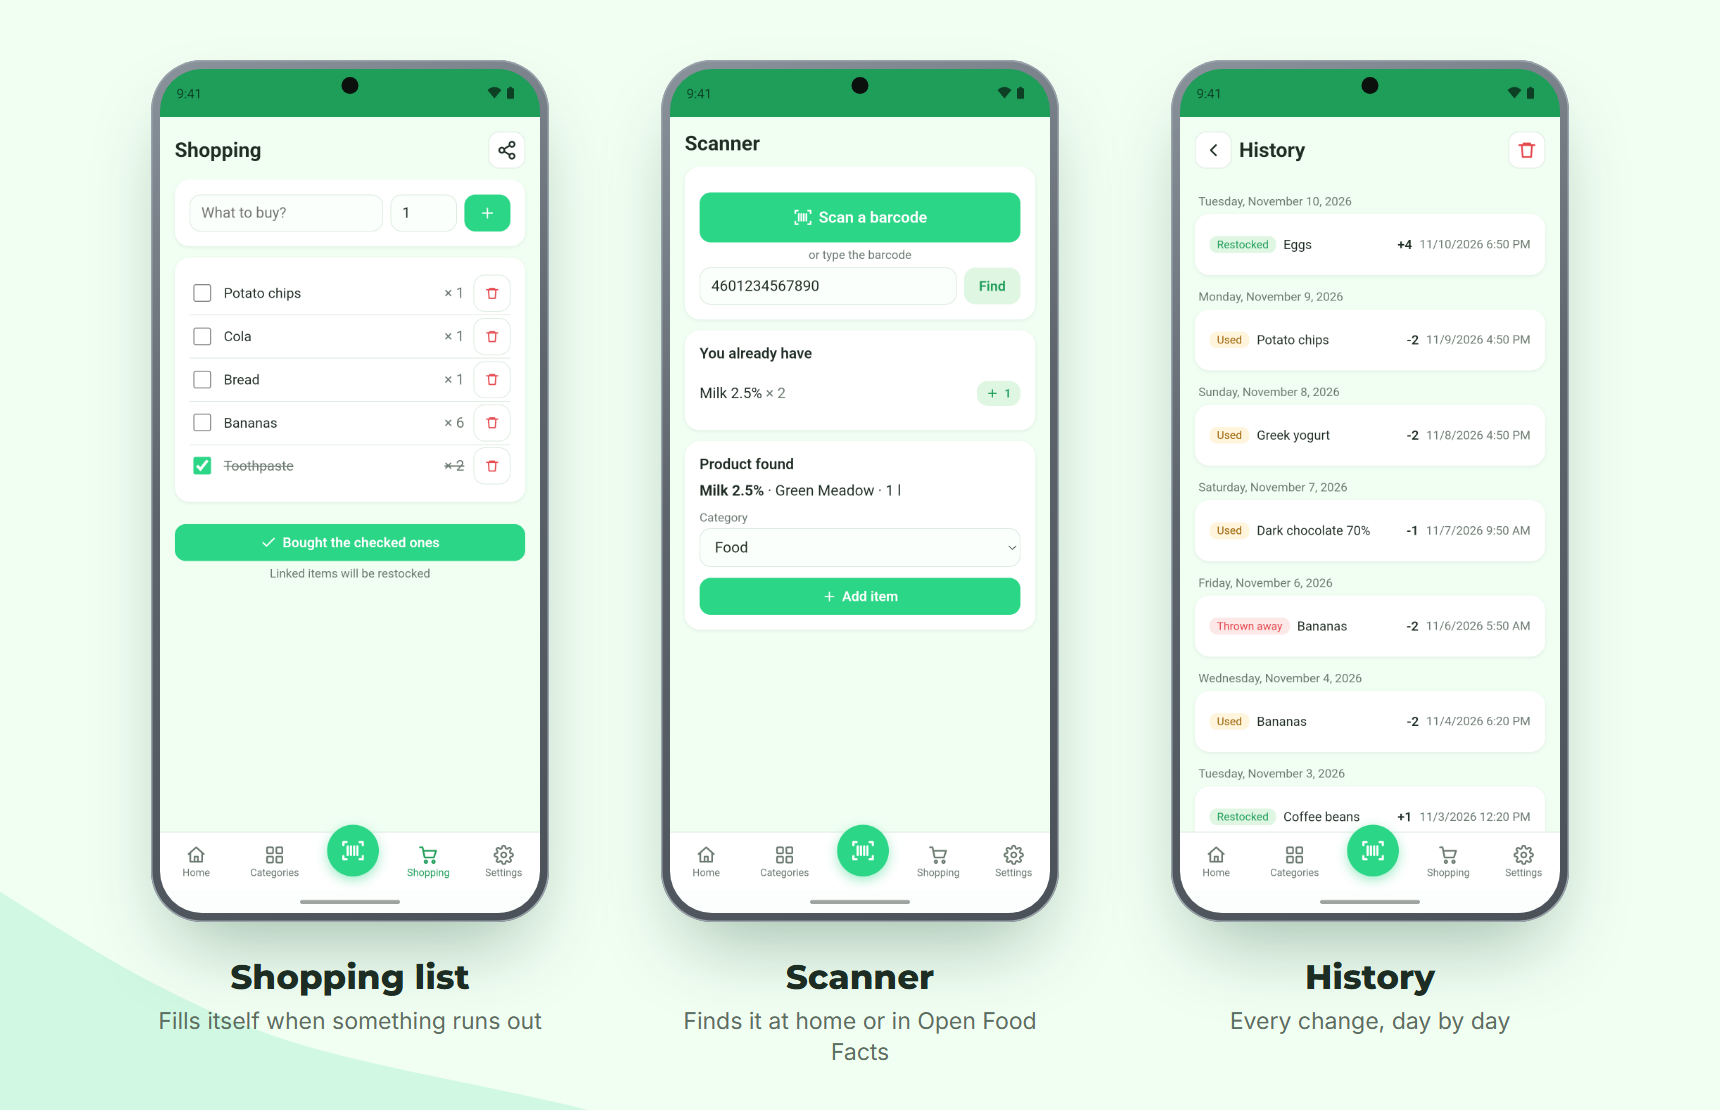 9:41
Shopping
What to buy?
1
+
Potato chips × 1
Cola × 1
Bread × 1
Bananas × 6
Toothpaste × 2
Bought the checked ones
Linked items will be restocked
Home Categories Shopping Settings
Shopping list
Fills itself when something runs out
9:41
Scanner
Scan a barcode
or type the barcode
4601234567890 Find
You already have
Milk 2.5% × 2 + 1
Product found
Milk 2.5% · Green Meadow · 1 l
Category
Food
+ Add item
Home Categories Shopping Settings
Scanner
Finds it at home or in Open Food
Facts
9:41
History
Tuesday, November 10, 2026
Restocked Eggs +4 11/10/2026 6:50 PM
Monday, November 9, 2026
Used Potato chips -2 11/9/2026 4:50 PM
Sunday, November 8, 2026
Used Greek yogurt -2 11/8/2026 4:50 PM
Saturday, November 7, 2026
Used Dark chocolate 70% -1 11/7/2026 9:50 AM
Friday, November 6, 2026
Thrown away Bananas -2 11/6/2026 5:50 AM
Wednesday, November 4, 2026
Used Bananas -2 11/4/2026 6:20 PM
Tuesday, November 3, 2026
Restocked Coffee beans +1 11/3/2026 12:20 PM
Home Categories Shopping Settings
History
Every change, day by day